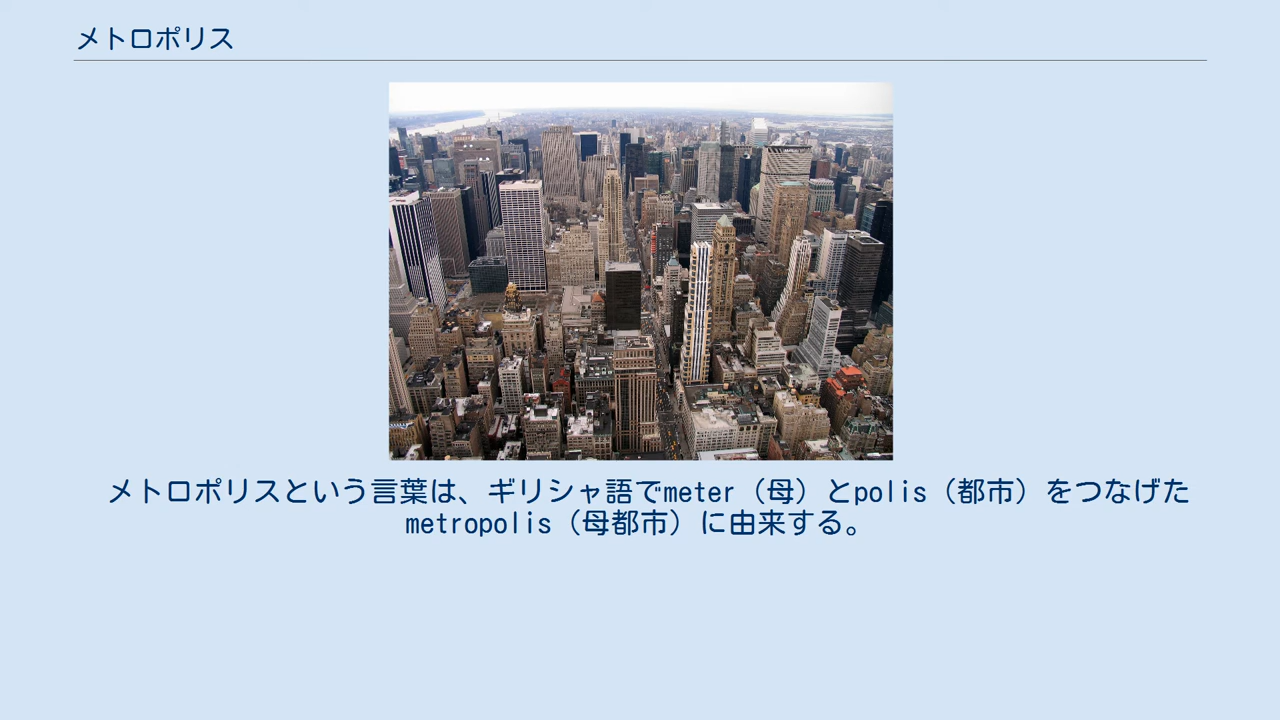 メトロポリス
メトロポリスという言葉は、ギリシャ語でmeter（母）とpolis（都市）をつなげた
metropolis（母都市）に由来する。